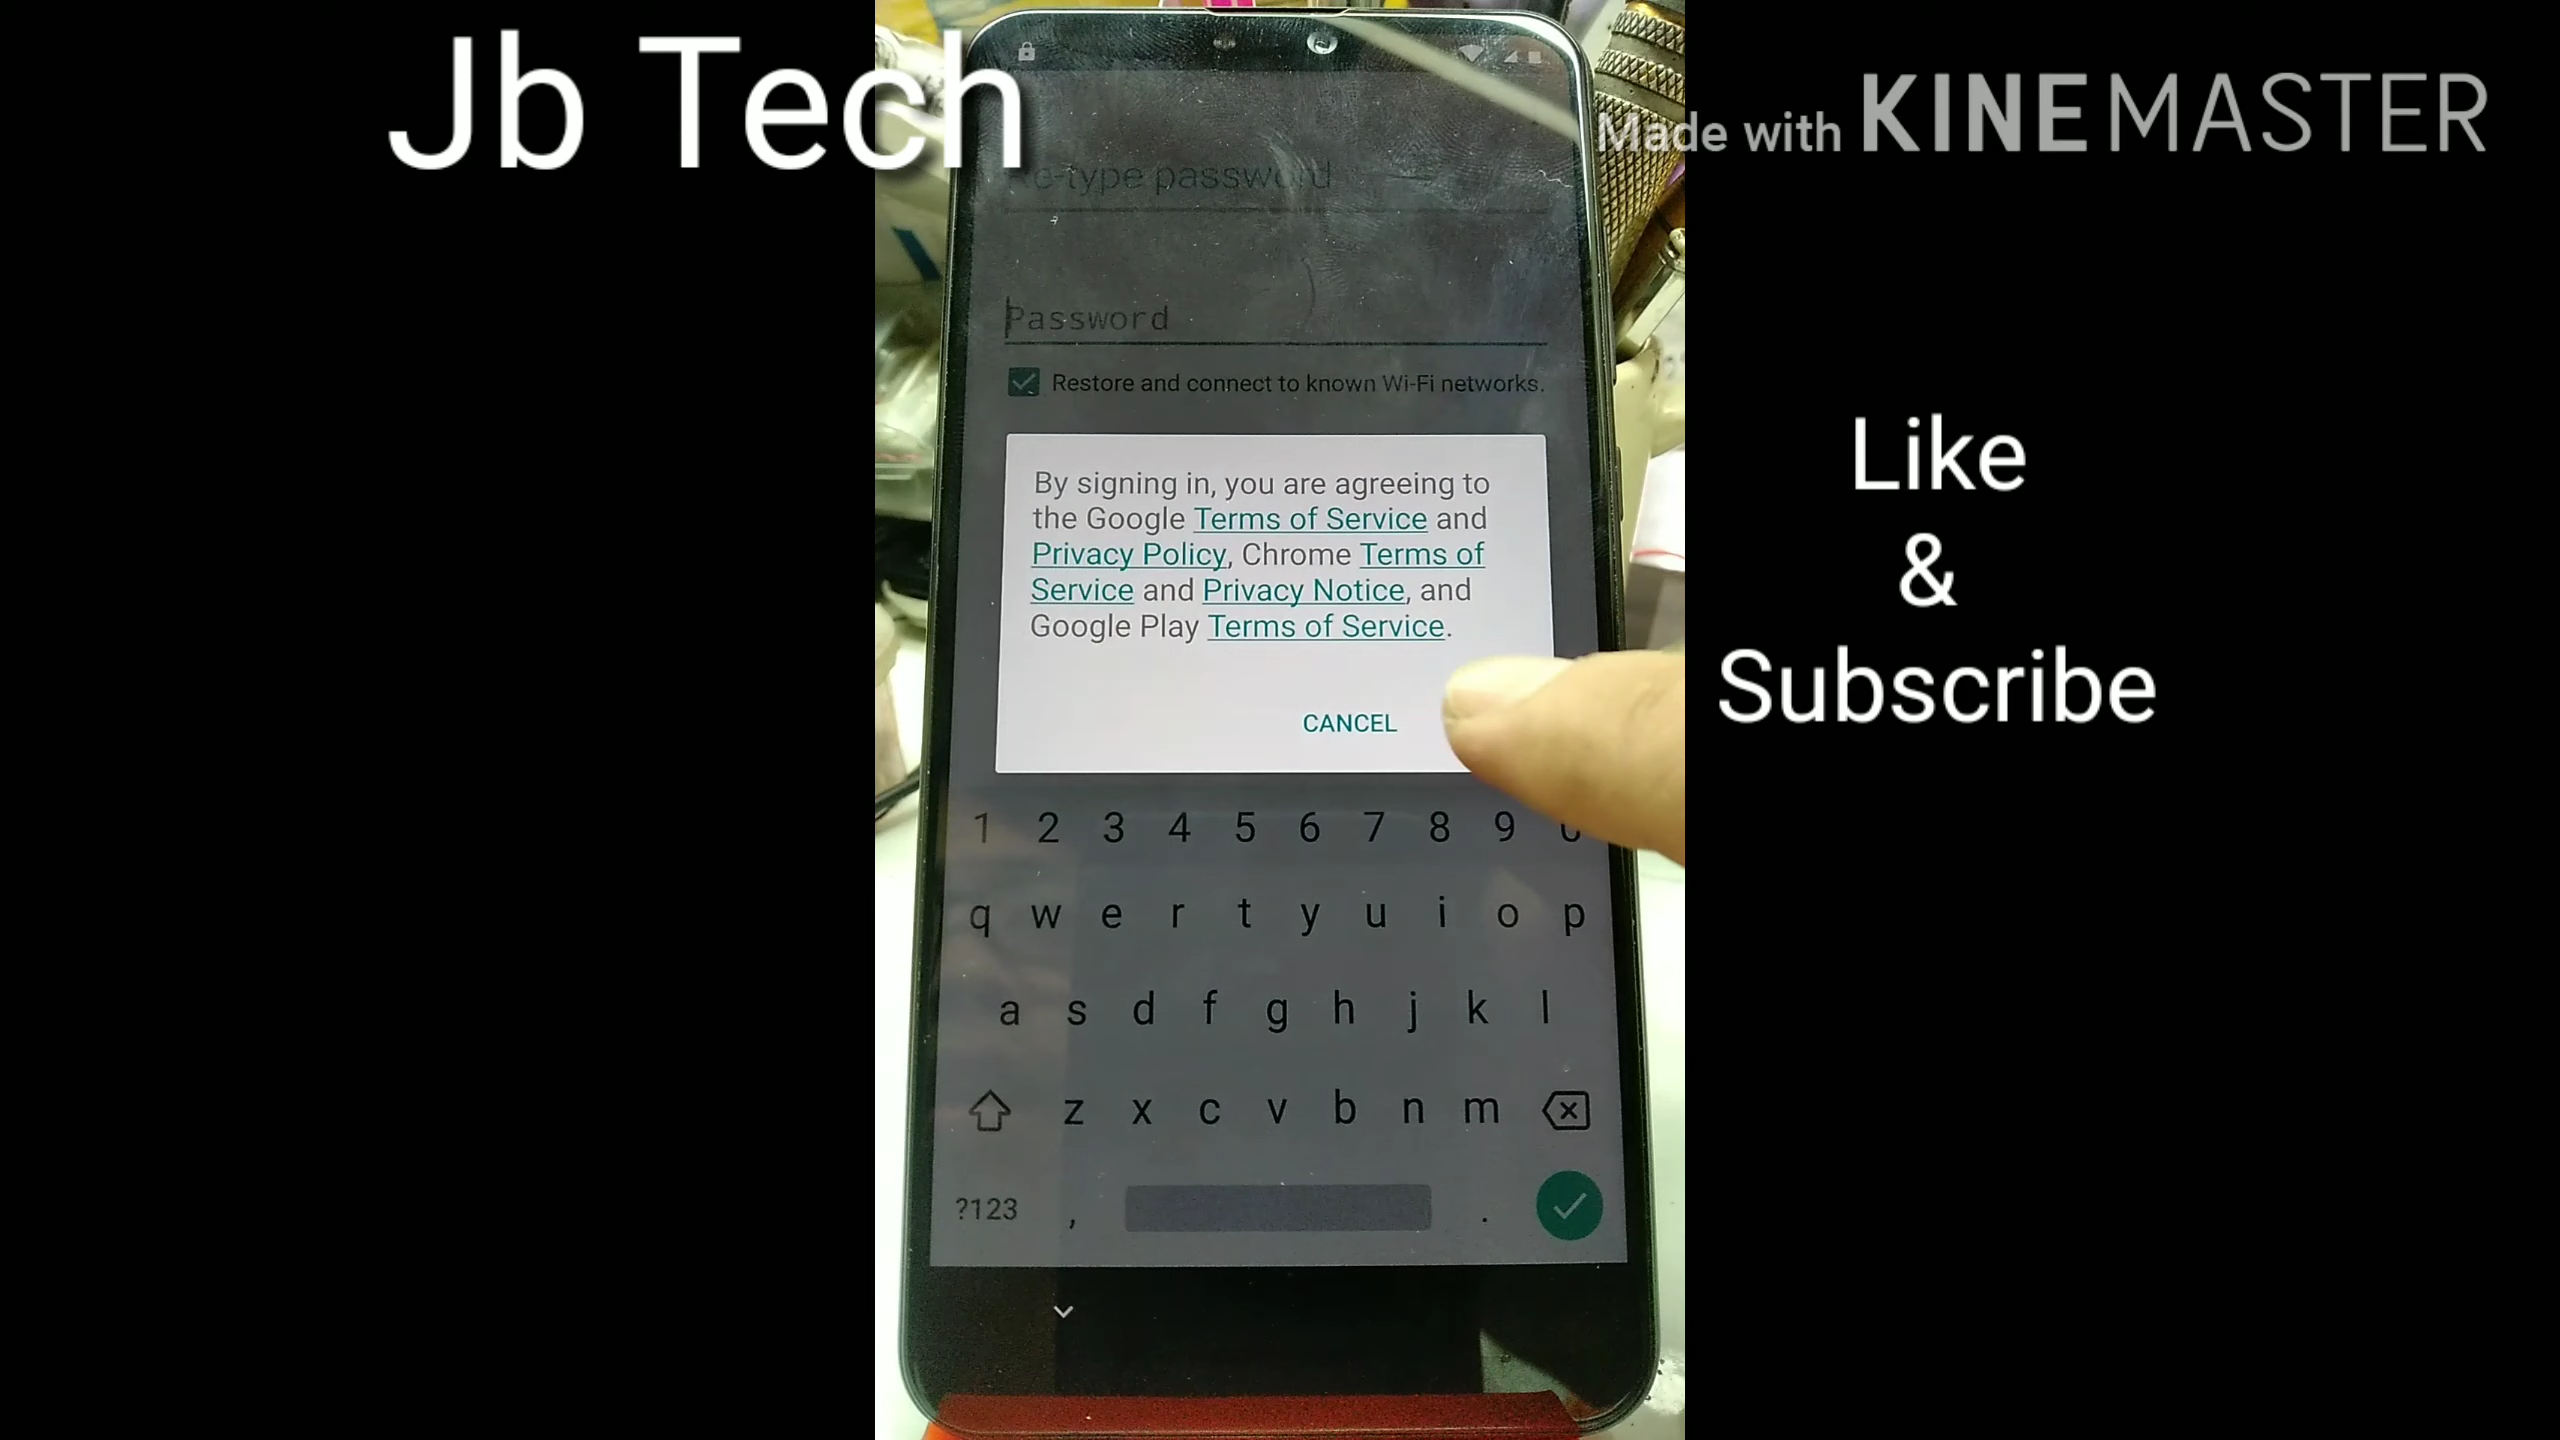 Jb Tech
Made with KINEMASTER
Re-type password
Password
Restore and connect to known Wi-Fi networks.
By signing in, you are agreeing to
the Google Terms of Service and
Privacy Policy, Chrome Terms of
Service and Privacy Notice, and
Google Play Terms of Service.
CANCEL
Like
&
Subscribe
1 2 3 4 5 6 7 8 9 0
q w e r t y u i o p
a s d f g h j k l
z x c v b n m
?123 , .